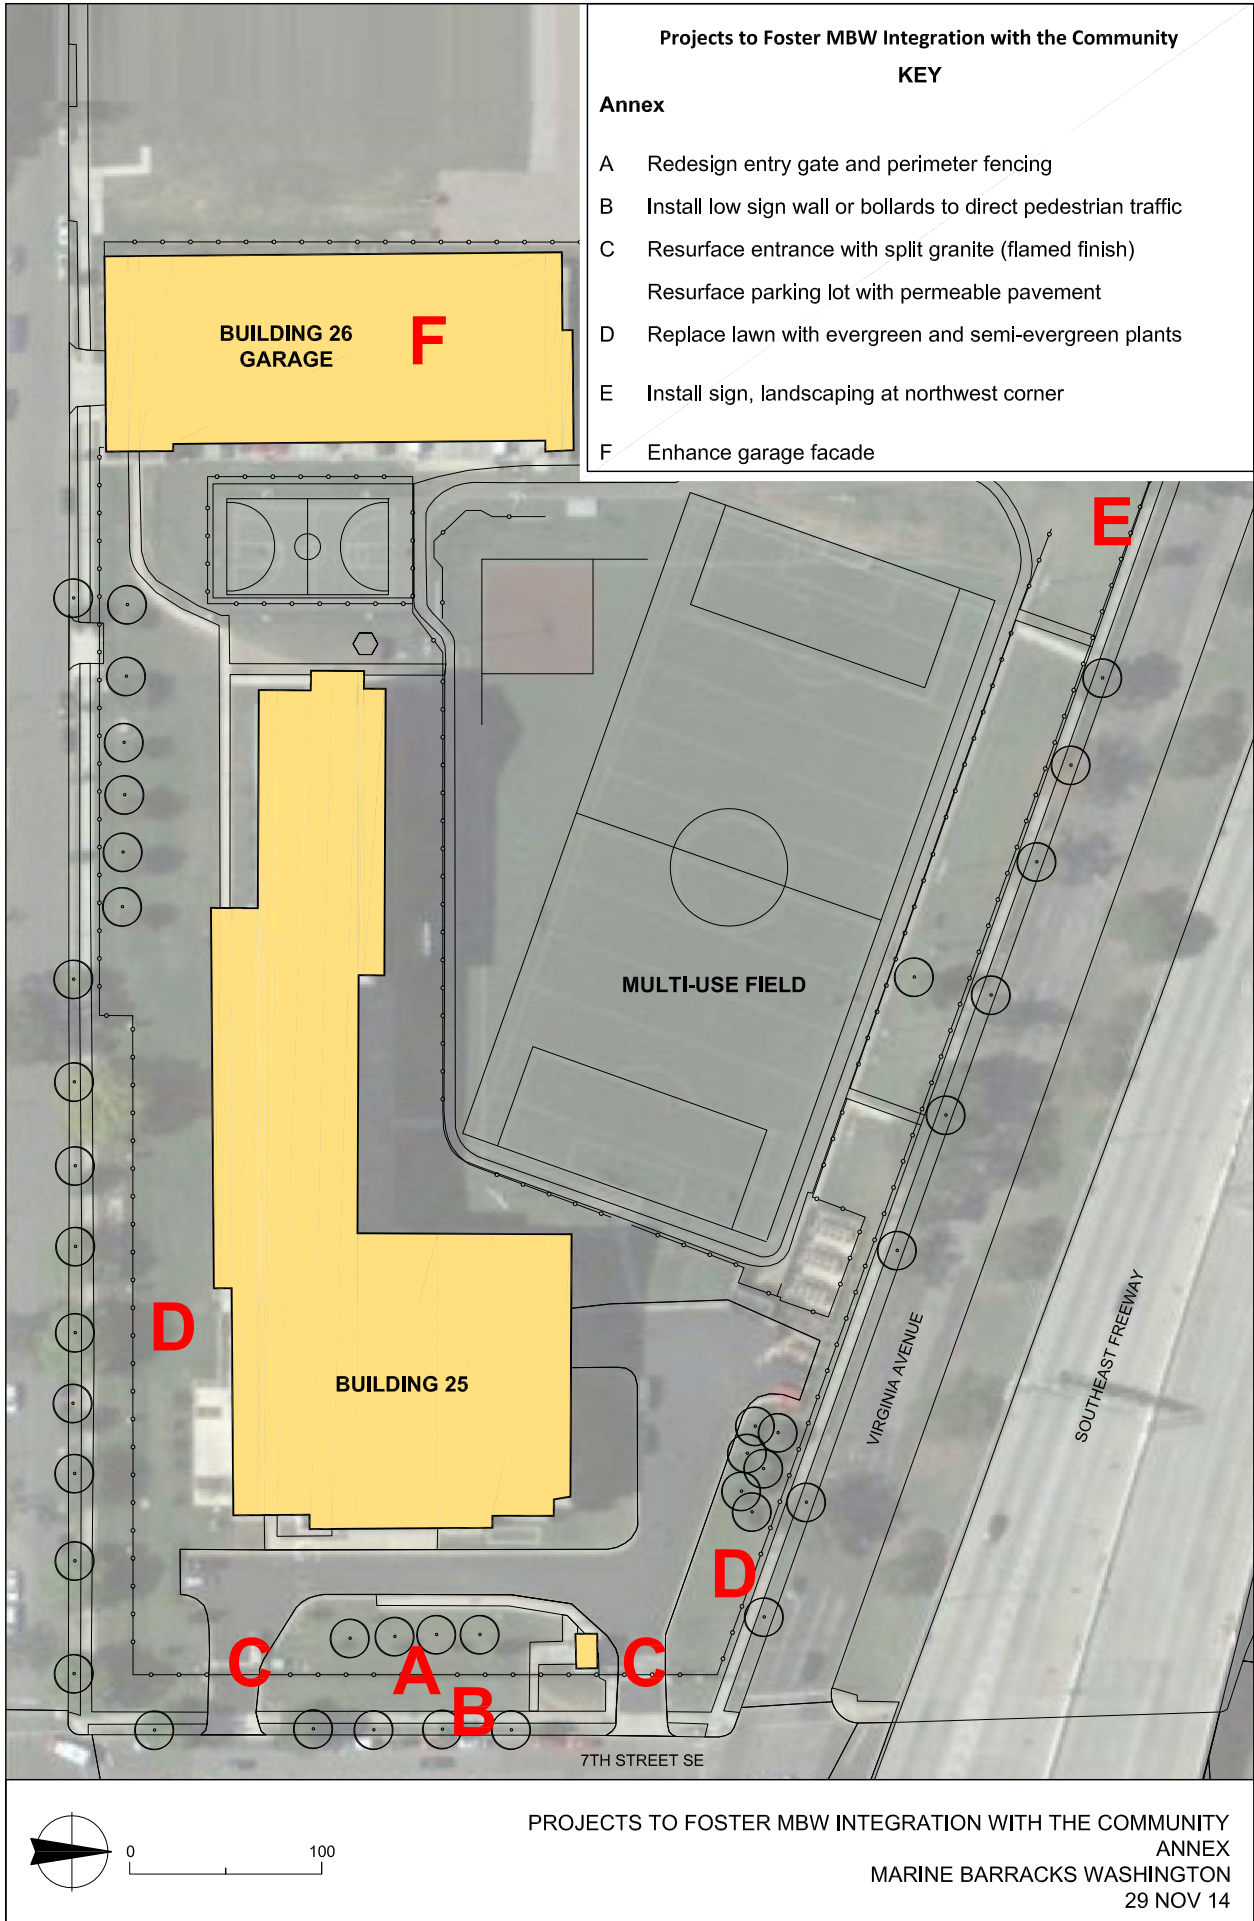 Projects to Foster MBW Integration with the Community
KEY
Annex
A Redesign entry gate and perimeter fencing
B Install low sign wall or bollards to direct pedestrian traffic
C Resurface entrance with split granite (flamed finish)
Resurface parking lot with permeable pavement
D Replace lawn with evergreen and semi-evergreen plants
E Install sign, landscaping at northwest corner
F Enhance garage facade
BUILDING 26
GARAGE
F
E
MULTI-USE FIELD
D
BUILDING 25
VIRGINIA AVENUE
SOUTHEAST FREEWAY
D
C
A
C
B
7TH STREET SE
0 100
PROJECTS TO FOSTER MBW INTEGRATION WITH THE COMMUNITY
ANNEX
MARINE BARRACKS WASHINGTON
29 NOV 14